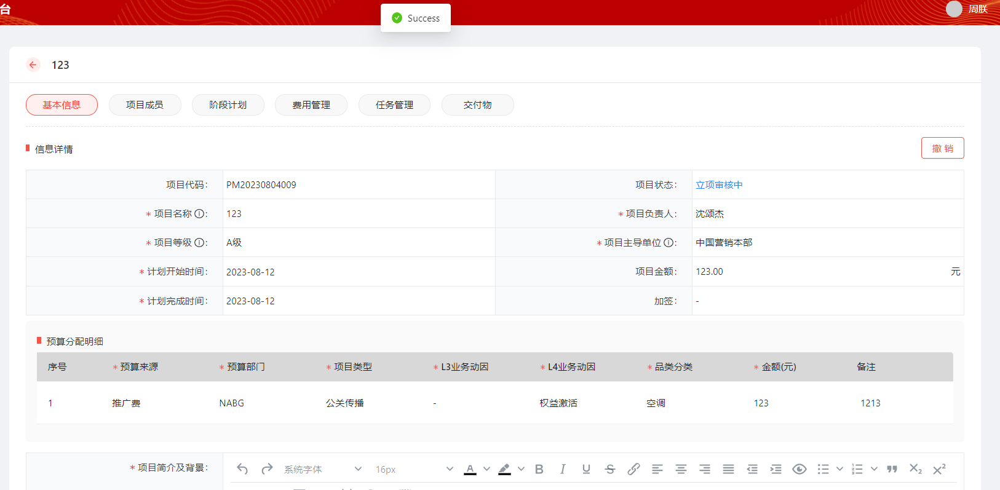 台
Success
周朕
123
基本信息 项目成员 阶段计划 费用管理 任务管理 交付物
信息详情 撤销
项目代码: PM20230804009 项目状态: 立项审核中
* 项目名称: 123 * 项目负责人: 沈颂杰
* 项目等级: A级 * 项目主导单位: 中国营销本部
* 计划开始时间: 2023-08-12 项目金额: 123.00 元
* 计划完成时间: 2023-08-12 加签: -
预算分配明细
序号 * 预算来源 * 预算部门 * 项目类型 * L3业务动因 * L4业务动因 * 品类分类 * 金额(元) 备注
1 推广费 NABG 公关传播 - 权益激活 空调 123 1213
* 项目简介及背景: 系统字体 16px